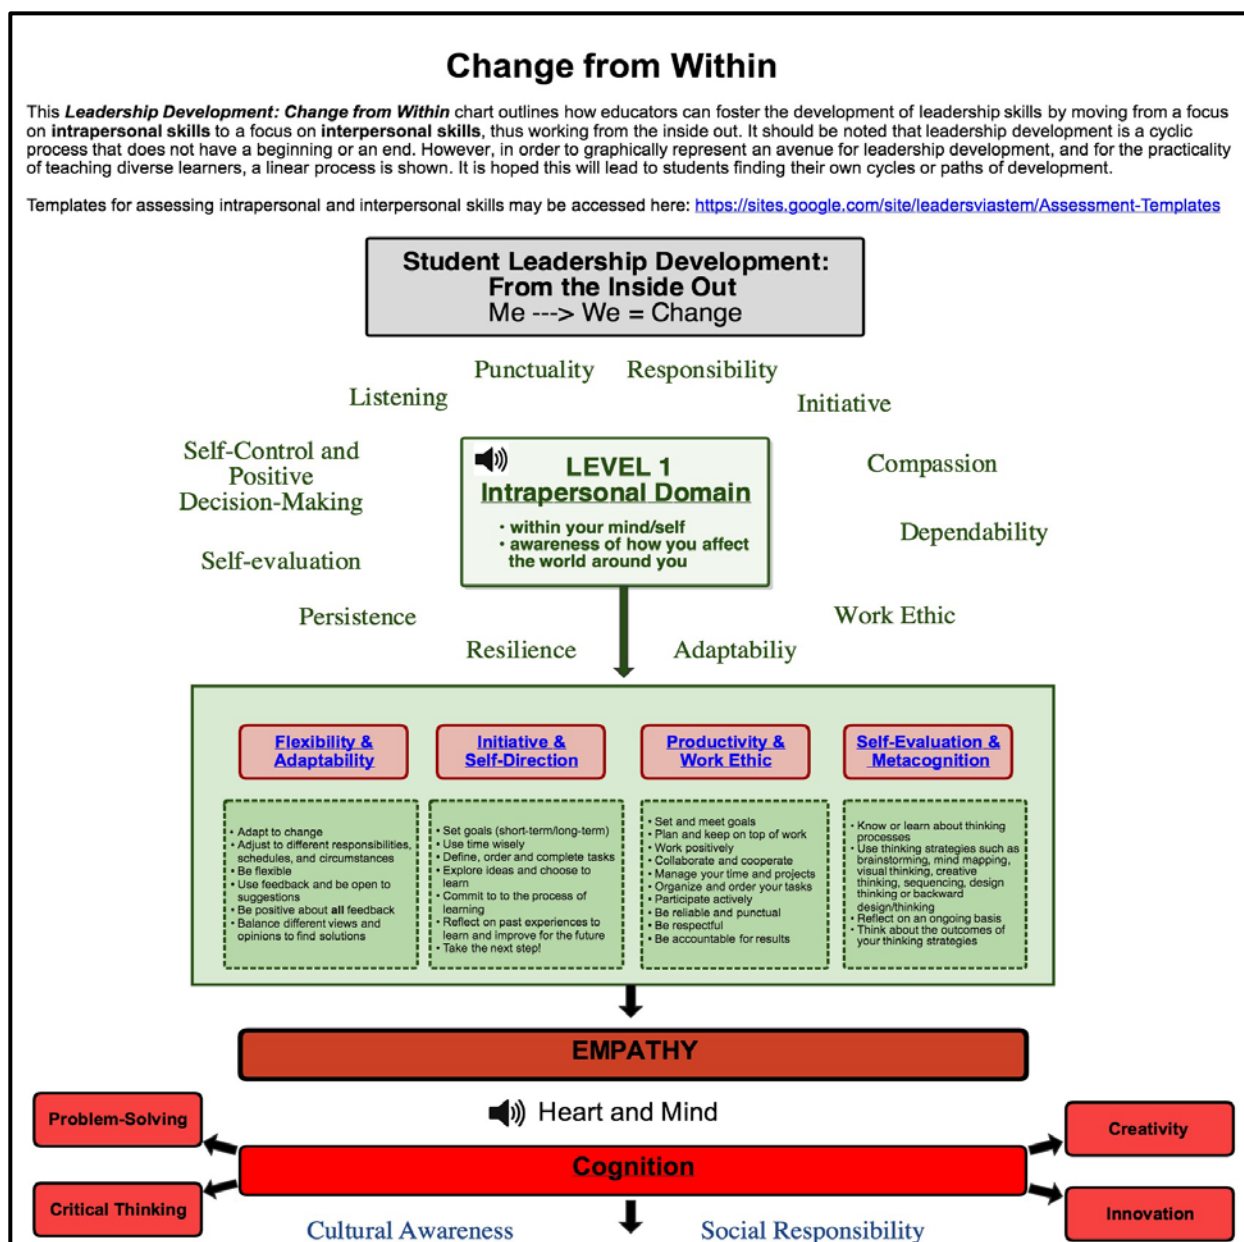 Change from Within
This Leadership Development: Change from Within chart outlines how educators can foster the development of leadership skills by moving from a focus
on intrapersonal skills to a focus on interpersonal skills, thus working from the inside out. It should be noted that leadership development is a cyclic
process that does not have a beginning or an end. However, in order to graphically represent an avenue for leadership development, and for the practicality
of teaching diverse learners, a linear process is shown. It is hoped this will lead to students finding their own cycles or paths of development.
Templates for assessing intrapersonal and interpersonal skills may be accessed here: https://sites.google.com/site/leadersviastem/Assessment-Templates
Student Leadership Development:
From the Inside Out
Me ---> We = Change
Punctuality
Responsibility
Listening
Initiative
Self-Control and
Positive
Decision-Making
Compassion
Self-evaluation
Dependability
Persistence
Work Ethic
Resilience
Adaptabiliy
LEVEL 1
Intrapersonal Domain
• within your mind/self
• awareness of how you affect
the world around you
Flexibility &
Adaptability
• Adapt to change
• Adjust to different responsibilities,
schedules, and circumstances
• Be flexible
• Use feedback and be open to
suggestions
• Be positive about all feedback
• Balance different views and
opinions to find solutions
Initiative &
Self-Direction
• Set goals (short-term/long-term)
• Use time wisely
• Define, order and complete tasks
• Explore ideas and choose to
learn
• Commit to to the process of
learning
• Reflect on past experiences to
learn and improve for the future
• Take the next step!
Productivity &
Work Ethic
• Set and meet goals
• Plan and keep on top of work
• Work positively
• Collaborate and cooperate
• Manage your time and projects
• Organize and order your tasks
• Participate actively
• Be reliable and punctual
• Be respectful
• Be accountable for results
Self-Evaluation &
Metacognition
• Know or learn about thinking
processes
• Use thinking strategies such as
brainstorming, mind mapping,
visual thinking, creative
thinking, sequencing, design
thinking or backward
design/thinking
• Reflect on an ongoing basis
• Think about the outcomes of
your thinking strategies
EMPATHY
Heart and Mind
Problem-Solving
Creativity
Cognition
Critical Thinking
Innovation
Cultural Awareness
Social Responsibility